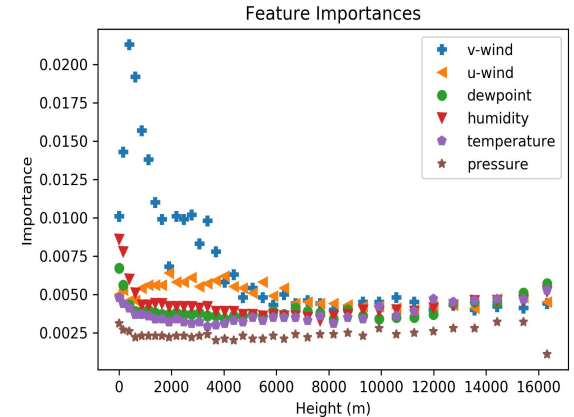 Feature Importances
v-wind
u-wind
dewpoint
humidity
temperature
pressure
Importance
0.0200
0.0175
0.0150
0.0125
0.0100
0.0075
0.0050
0.0025
0 2000 4000 6000 8000 10000 12000 14000 16000
Height (m)